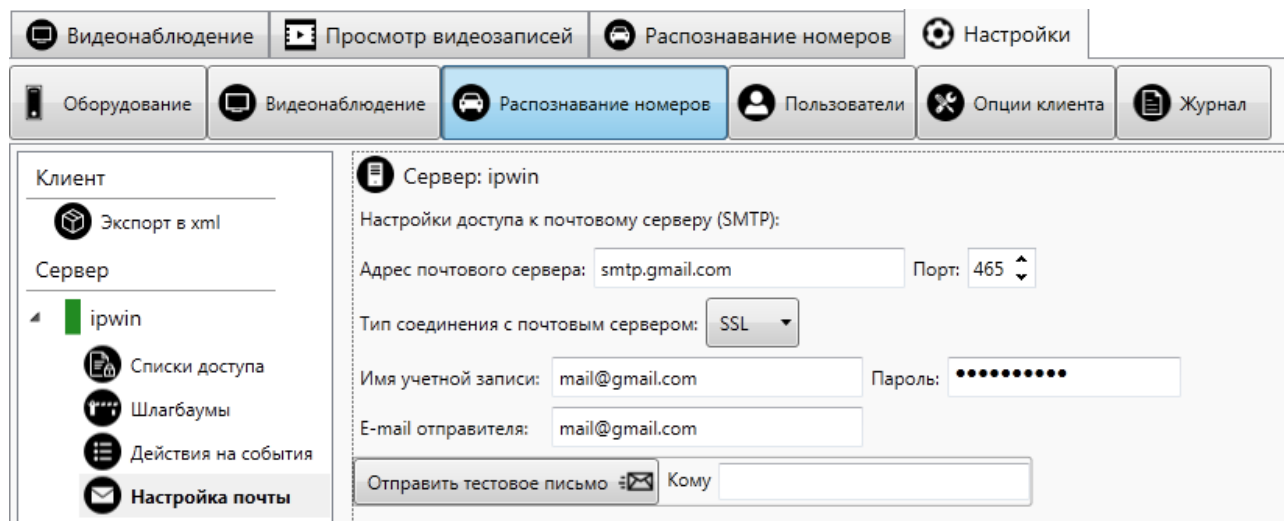 Видеонаблюдение Просмотр видеозаписей Распознавание номеров Настройки
Оборудование Видеонаблюдение Распознавание номеров Пользователи Опции клиента Журнал
Клиент
Экспорт в xml
Сервер
ipwin
Списки доступа
Шлагбаумы
Действия на события
Настройка почты
Сервер: ipwin
Настройки доступа к почтовому серверу (SMTP):
Адрес почтового сервера: smtp.gmail.com Порт: 465
Тип соединения с почтовым сервером: SSL
Имя учетной записи: mail@gmail.com Пароль: ●●●●●●●●●●
E-mail отправителя: mail@gmail.com
Отправить тестовое письмо Кому